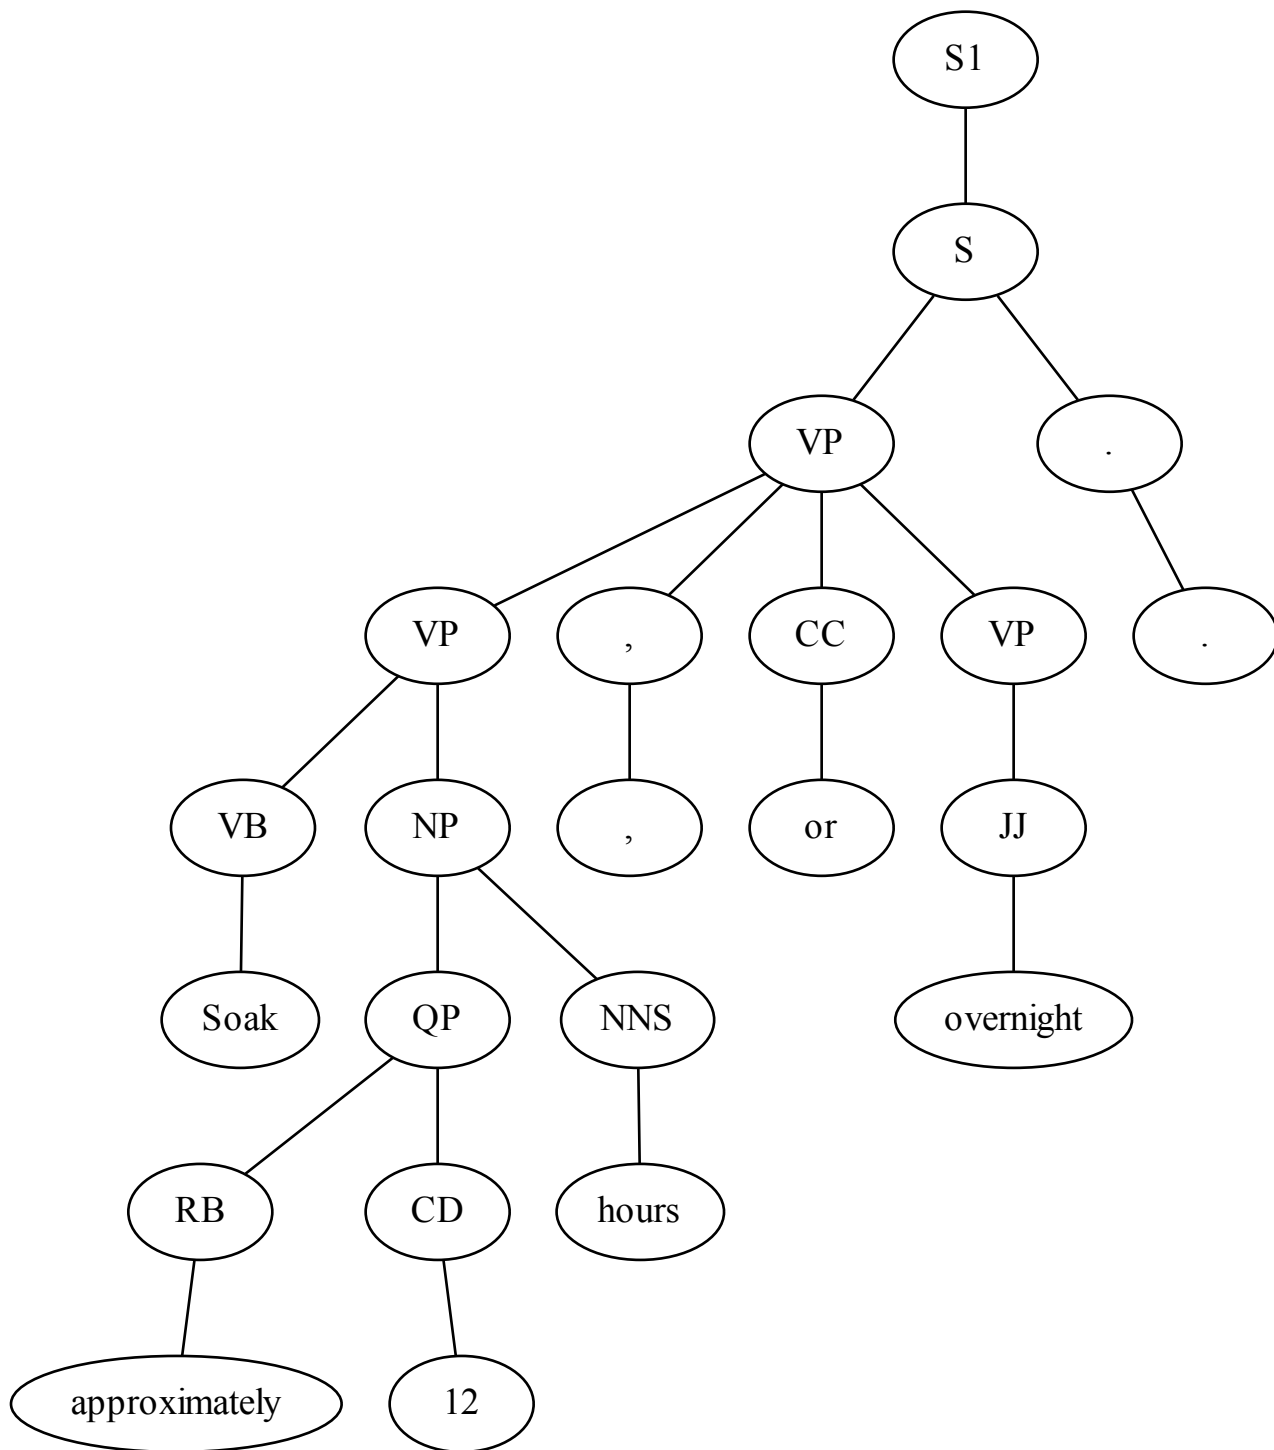 S1
S
VP .
VP , CC VP .
VB NP , or JJ
Soak QP NNS overnight
RB CD hours
approximately 12